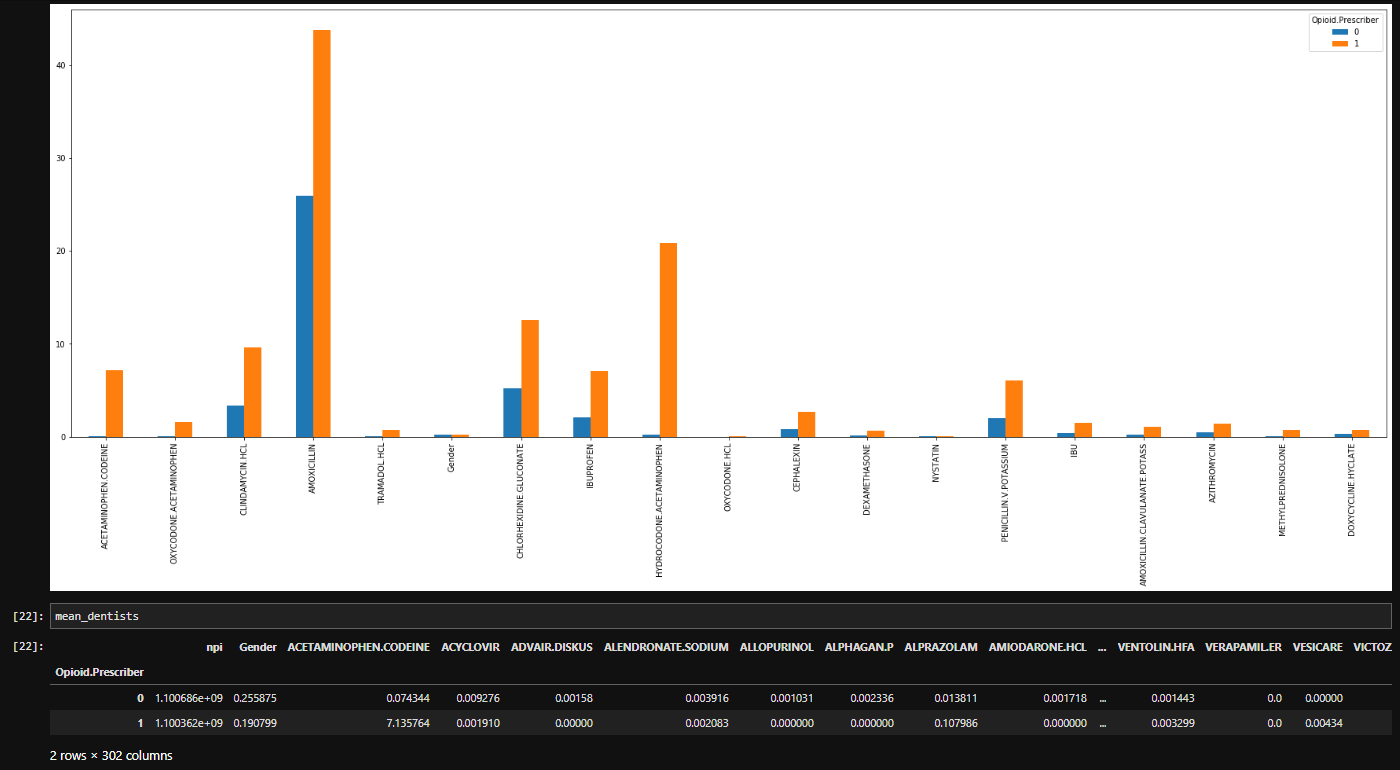 Opioid.Prescriber
0
1
40
30
20
10
0
ACETAMINOPHEN.CODEINE
OXYCODONE.ACETAMINOPHEN
CLINDAMYCIN.HCL
AMOXICILLIN
TRAMADOL.HCL
Gender
CHLORHEXIDINE.GLUCONATE
IBUPROFEN
HYDROCODONE.ACETAMINOPHEN
OXYCODONE.HCL
CEPHALEXIN
DEXAMETHASONE
NYSTATIN
PENICILLIN.V.POTASSIUM
IBU
AMOXICILLIN.CLAVULANATE.POTASS
AZITHROMYCIN
METHYLPREDNISOLONE
DOXYCYCLINE.HYCLATE
[22]: mean_dentists
[22]: npi Gender ACETAMINOPHEN.CODEINE ACYCLOVIR ADVAIR.DISKUS ALENDRONATE.SODIUM ALLOPURINOL ALPHAGAN.P ALPRAZOLAM AMIODARONE.HCL ... VENTOLIN.HFA VERAPAMIL.ER VESICARE VICTOZ
Opioid.Prescriber
0 1.100686e+09 0.255875 0.074344 0.009276 0.00158 0.003916 0.001031 0.002336 0.013811 0.001718 ... 0.001443 0.0 0.00000
1 1.100362e+09 0.190799 7.135764 0.001910 0.00000 0.002083 0.000000 0.000000 0.107986 0.000000 ... 0.003299 0.0 0.00434
2 rows × 302 columns